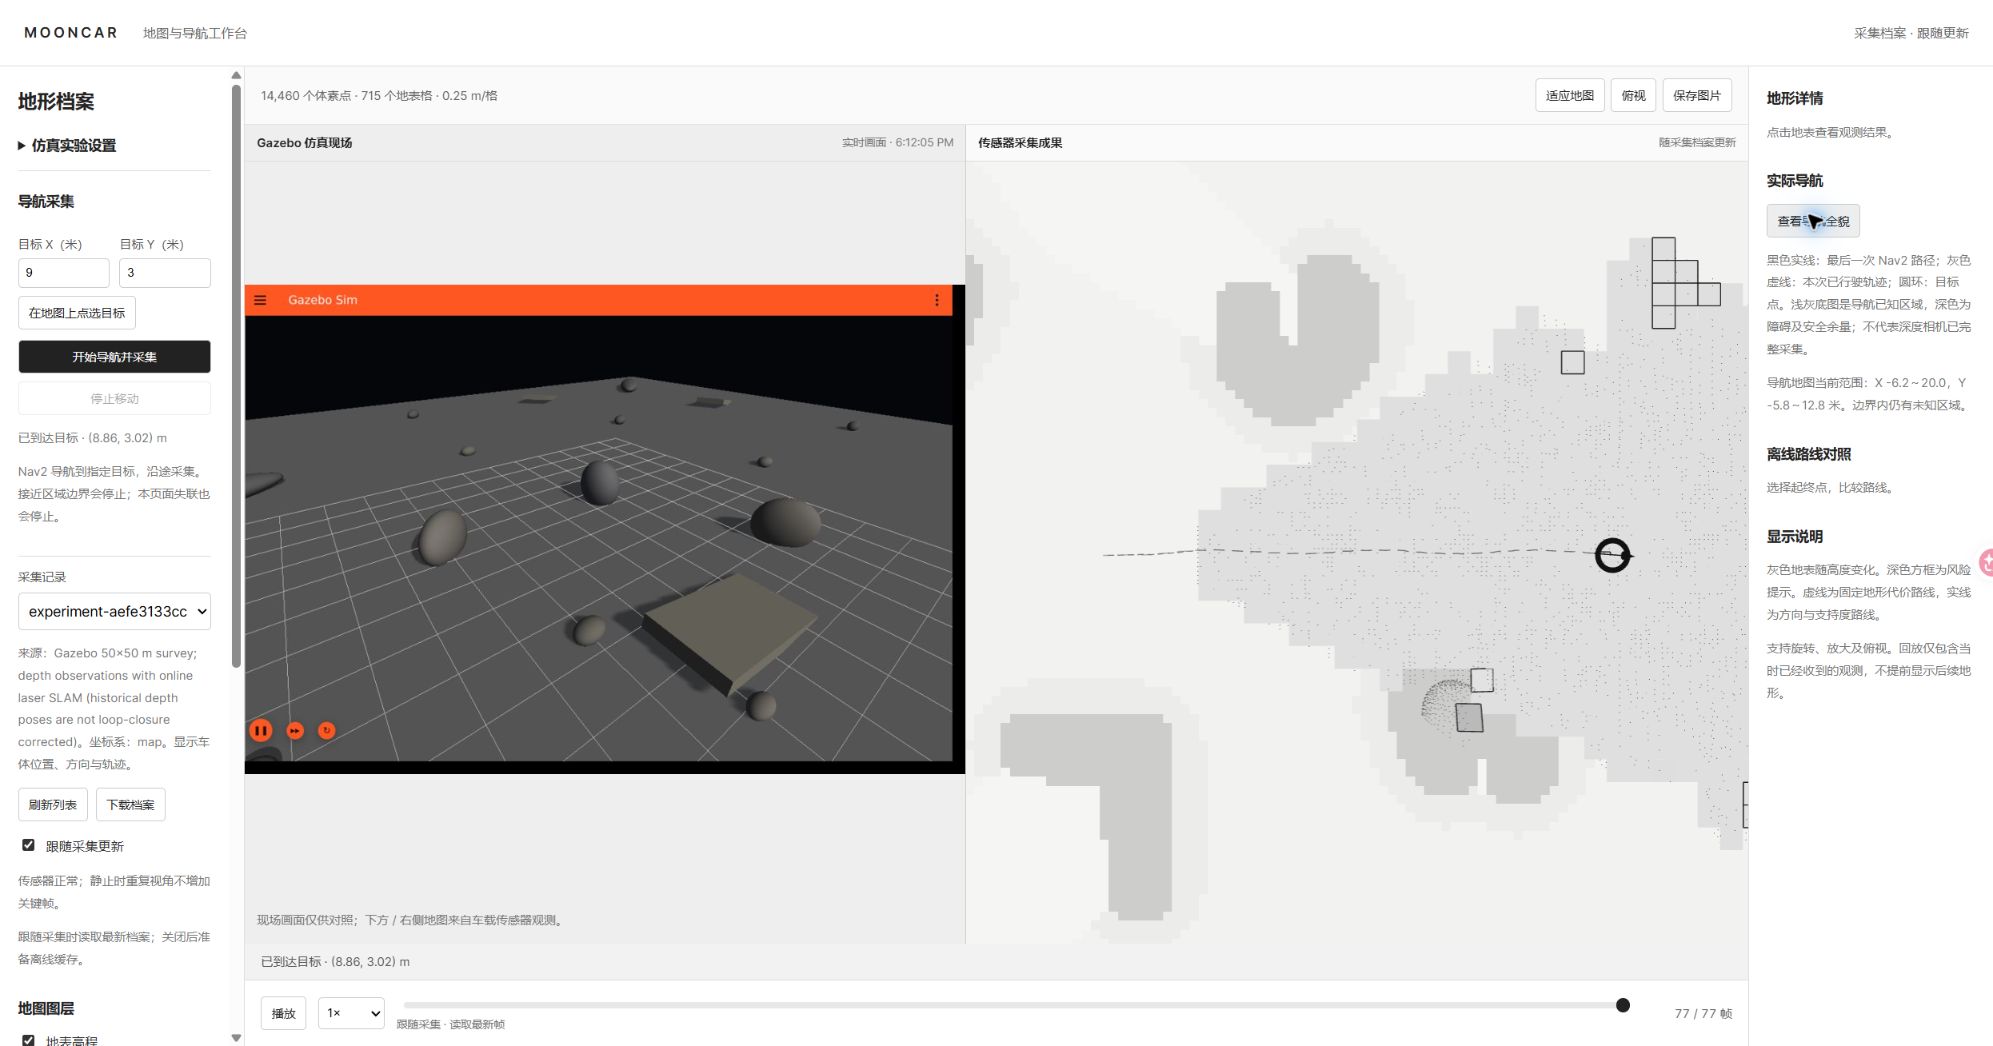 MOONCAR
地图与导航工作台
采集档案 · 跟随更新
地形档案
▶ 仿真实验设置
导航采集
目标 X（米）
目标 Y（米）
9
3
在地图上点选目标
开始导航并采集
停止移动
已到达目标 · (8.86, 3.02) m
Nav2 导航到指定目标，沿途采集。
接近区域边界会停止；本页面失联也
会停止。
采集记录
experiment-aefe3133cc
来源：Gazebo 50×50 m survey;
depth observations with online
laser SLAM (historical depth
poses are not loop-closure
corrected)。坐标系：map。显示车
体位置、方向与轨迹。
刷新列表
下载档案
跟随采集更新
传感器正常；静止时重复视角不增加
关键帧。
跟随采集时读取最新档案；关闭后准
备离线缓存。
地图图层
地表高程
14,460 个体素点 · 715 个地表格 · 0.25 m/格
适应地图
俯视
保存图片
Gazebo 仿真现场
实时画面 · 6:12:05 PM
Gazebo Sim
现场画面仅供对照；下方 / 右侧地图来自车载传感器观测。
传感器采集成果
随采集档案更新
已到达目标 · (8.86, 3.02) m
播放
1×
跟随采集 · 读取最新帧
77 / 77 帧
地形详情
点击地表查看观测结果。
实际导航
查看导航全貌
黑色实线：最后一次 Nav2 路径；灰色
虚线：本次已行驶轨迹；圆环：目标
点。浅灰底图是导航已知区域，深色为
障碍及安全余量；不代表深度相机已完
整采集。
导航地图当前范围：X -6.2～20.0，Y
-5.8～12.8 米。边界内仍有未知区域。
离线路线对照
选择起终点，比较路线。
显示说明
灰色地表随高度变化。深色方框为风险
提示。虚线为固定地形代价路线，实线
为方向与支持度路线。
支持旋转、放大及俯视。回放仅包含当
时已经收到的观测，不提前显示后续地
形。